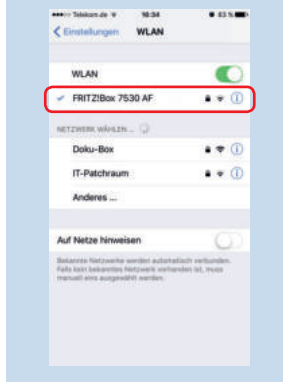 Telekom.de 16:34 83 %
Einstellungen WLAN
WLAN
FRITZ!Box 7530 AF
NETZWERK WÄHLEN ...
Doku-Box
IT-Patchraum
Anderes ...
Auf Netze hinweisen
Bekannte Netzwerke werden automatisch verbunden.
Falls kein bekanntes Netzwerk vorhanden ist, muss
manuell eins ausgewählt werden.